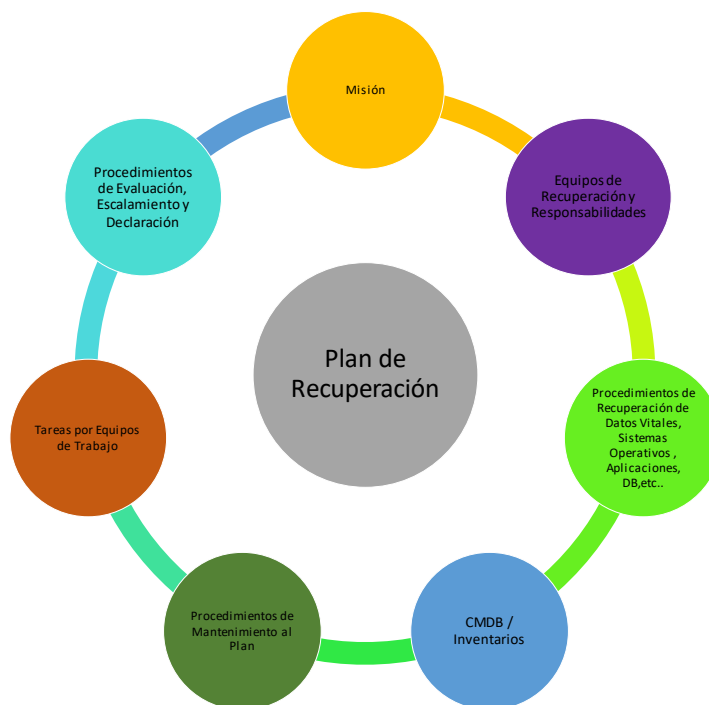 Misión
Equipos de
Recuperación y
Responsabilidades
Procedimientos de
Recuperación de
Datos Vitales,
Sistemas
Operativos ,
Aplicaciones,
DB,etc..
CMDB /
Inventarios
Procedimientos de
Mantenimiento al
Plan
Tareas por Equipos
de Trabajo
Procedimientos
de Evaluación,
Escalamiento y
Declaración
Plan de
Recuperación